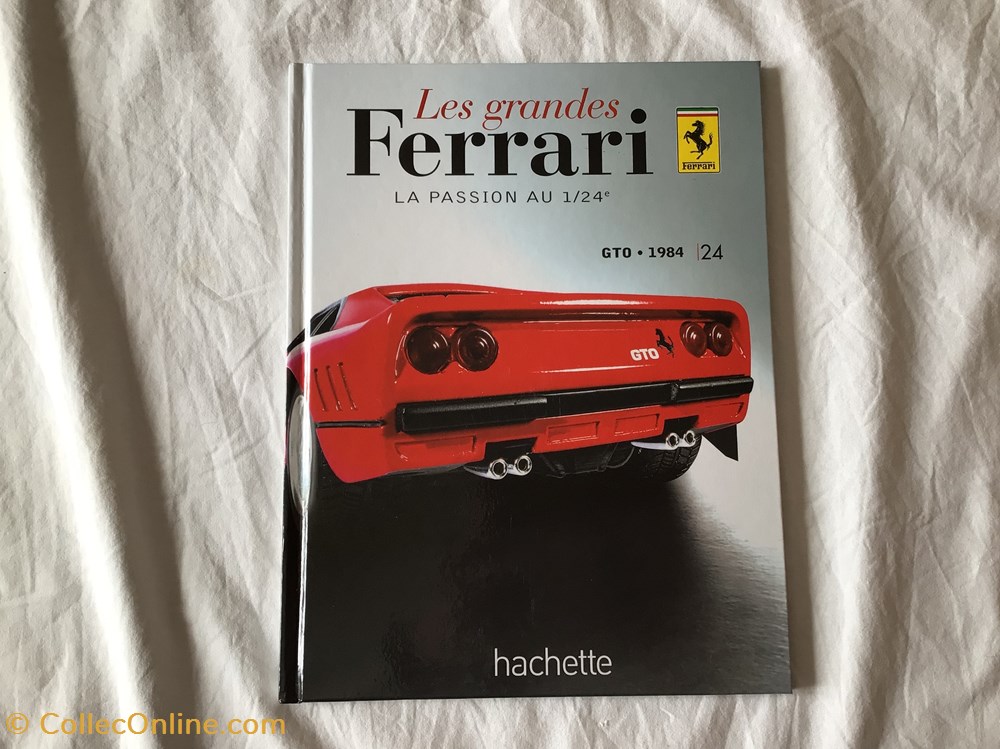 Les grandes
Ferrari
Ferrari
LA PASSION AU 1/24e
GTO • 1984 |24
GTO
hachette
© CollecOnline.com